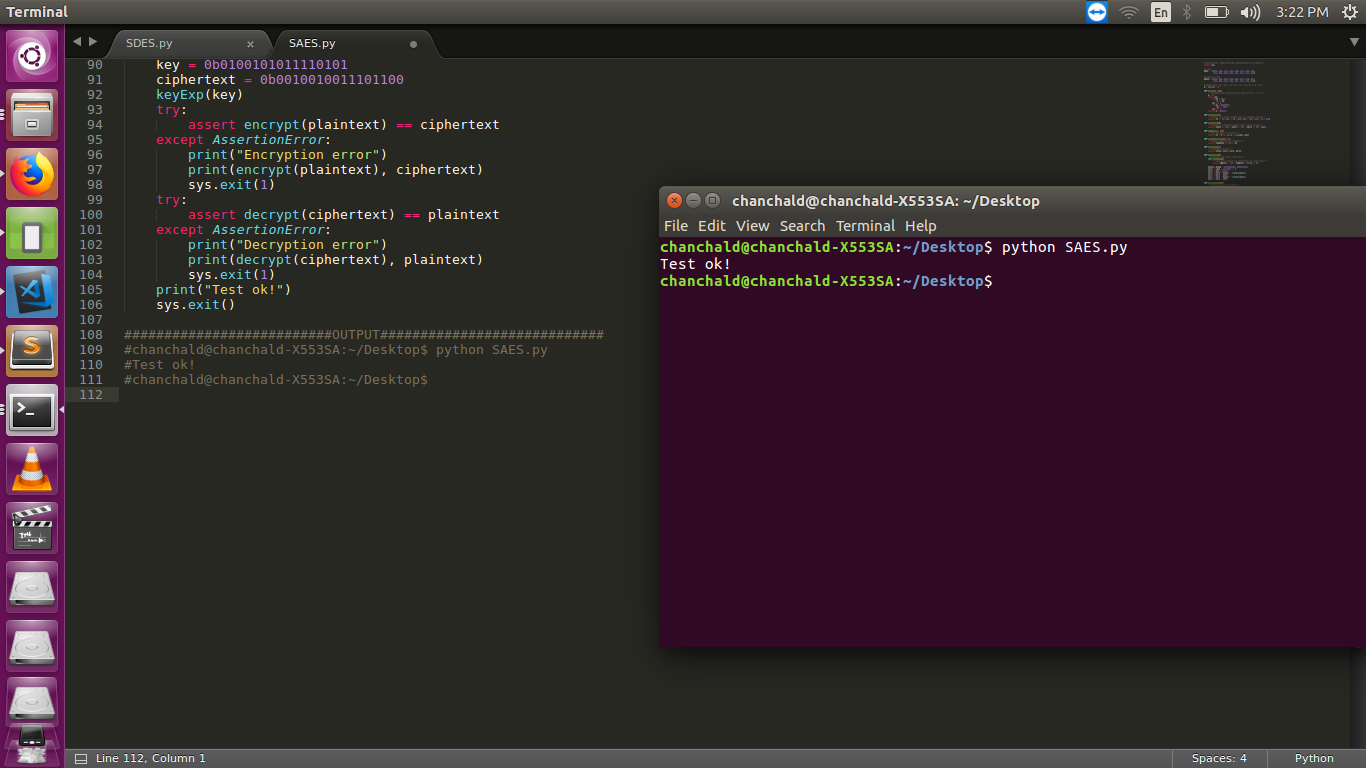 Terminal
En
3:22 PM
SDES.py x
SAES.py
90 key = 0b0100101011110101
91 ciphertext = 0b0010010011101100
92 keyExp(key)
93 try:
94 assert encrypt(plaintext) == ciphertext
95 except AssertionError:
96 print("Encryption error")
97 print(encrypt(plaintext), ciphertext)
98 sys.exit(1)
99 try:
100 assert decrypt(ciphertext) == plaintext
101 except AssertionError:
102 print("Decryption error")
103 print(decrypt(ciphertext), plaintext)
104 sys.exit(1)
105 print("Test ok!")
106 sys.exit()
107
108 ##########################OUTPUT############################
109 #chanchald@chanchald-X553SA:~/Desktop$ python SAES.py
110 #Test ok!
111 #chanchald@chanchald-X553SA:~/Desktop$
112
chanchald@chanchald-X553SA: ~/Desktop
File Edit View Search Terminal Help
chanchald@chanchald-X553SA:~/Desktop$ python SAES.py
Test ok!
chanchald@chanchald-X553SA:~/Desktop$
Line 112, Column 1
Spaces: 4
Python